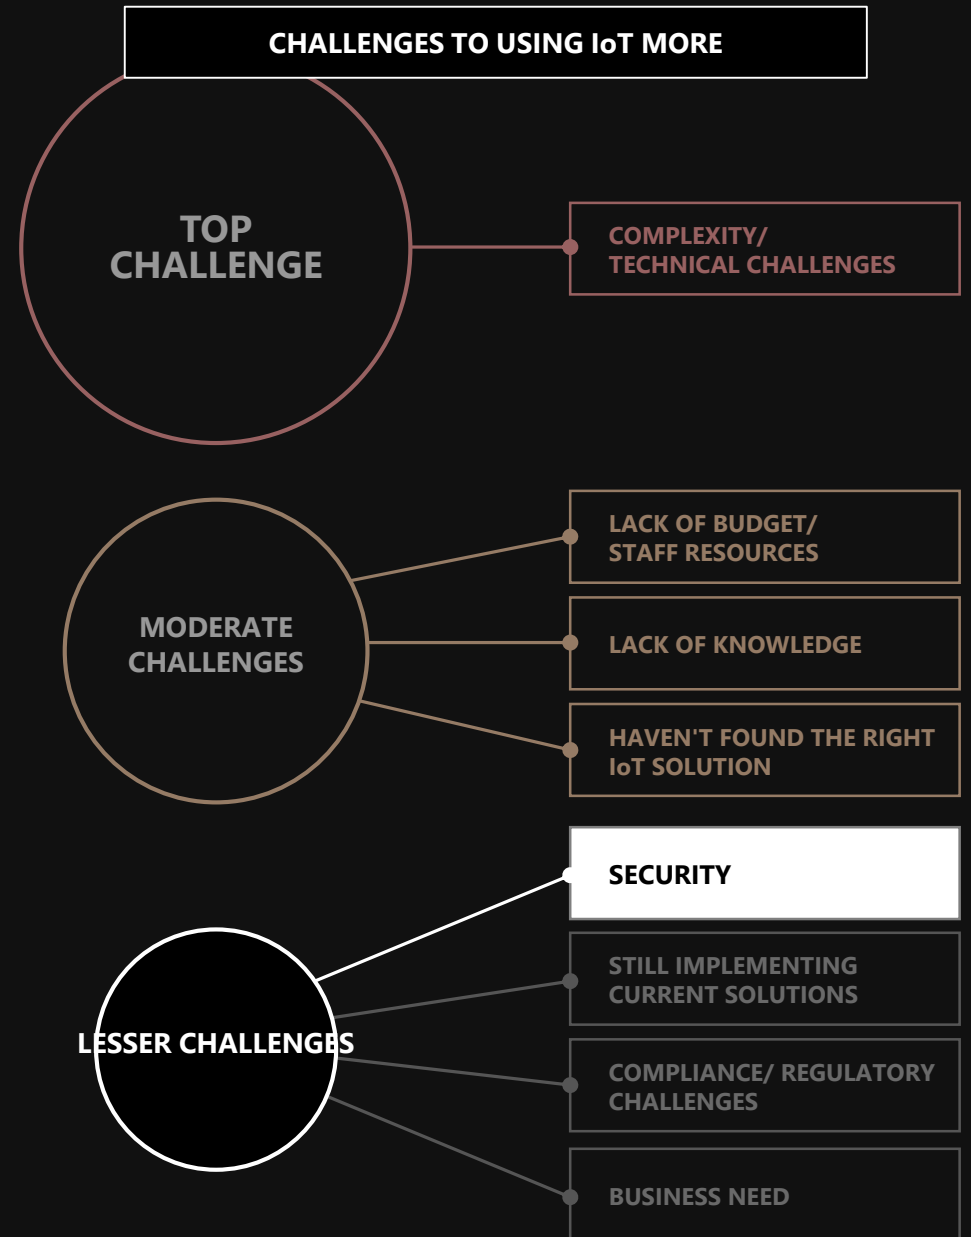 CHALLENGES TO USING IoT MORE
TOP
CHALLENGE
COMPLEXITY/
TECHNICAL CHALLENGES
MODERATE
CHALLENGES
LACK OF BUDGET/
STAFF RESOURCES
LACK OF KNOWLEDGE
HAVEN'T FOUND THE RIGHT
IoT SOLUTION
LESSER CHALLENGES
SECURITY
STILL IMPLEMENTING
CURRENT SOLUTIONS
COMPLIANCE/ REGULATORY
CHALLENGES
BUSINESS NEED